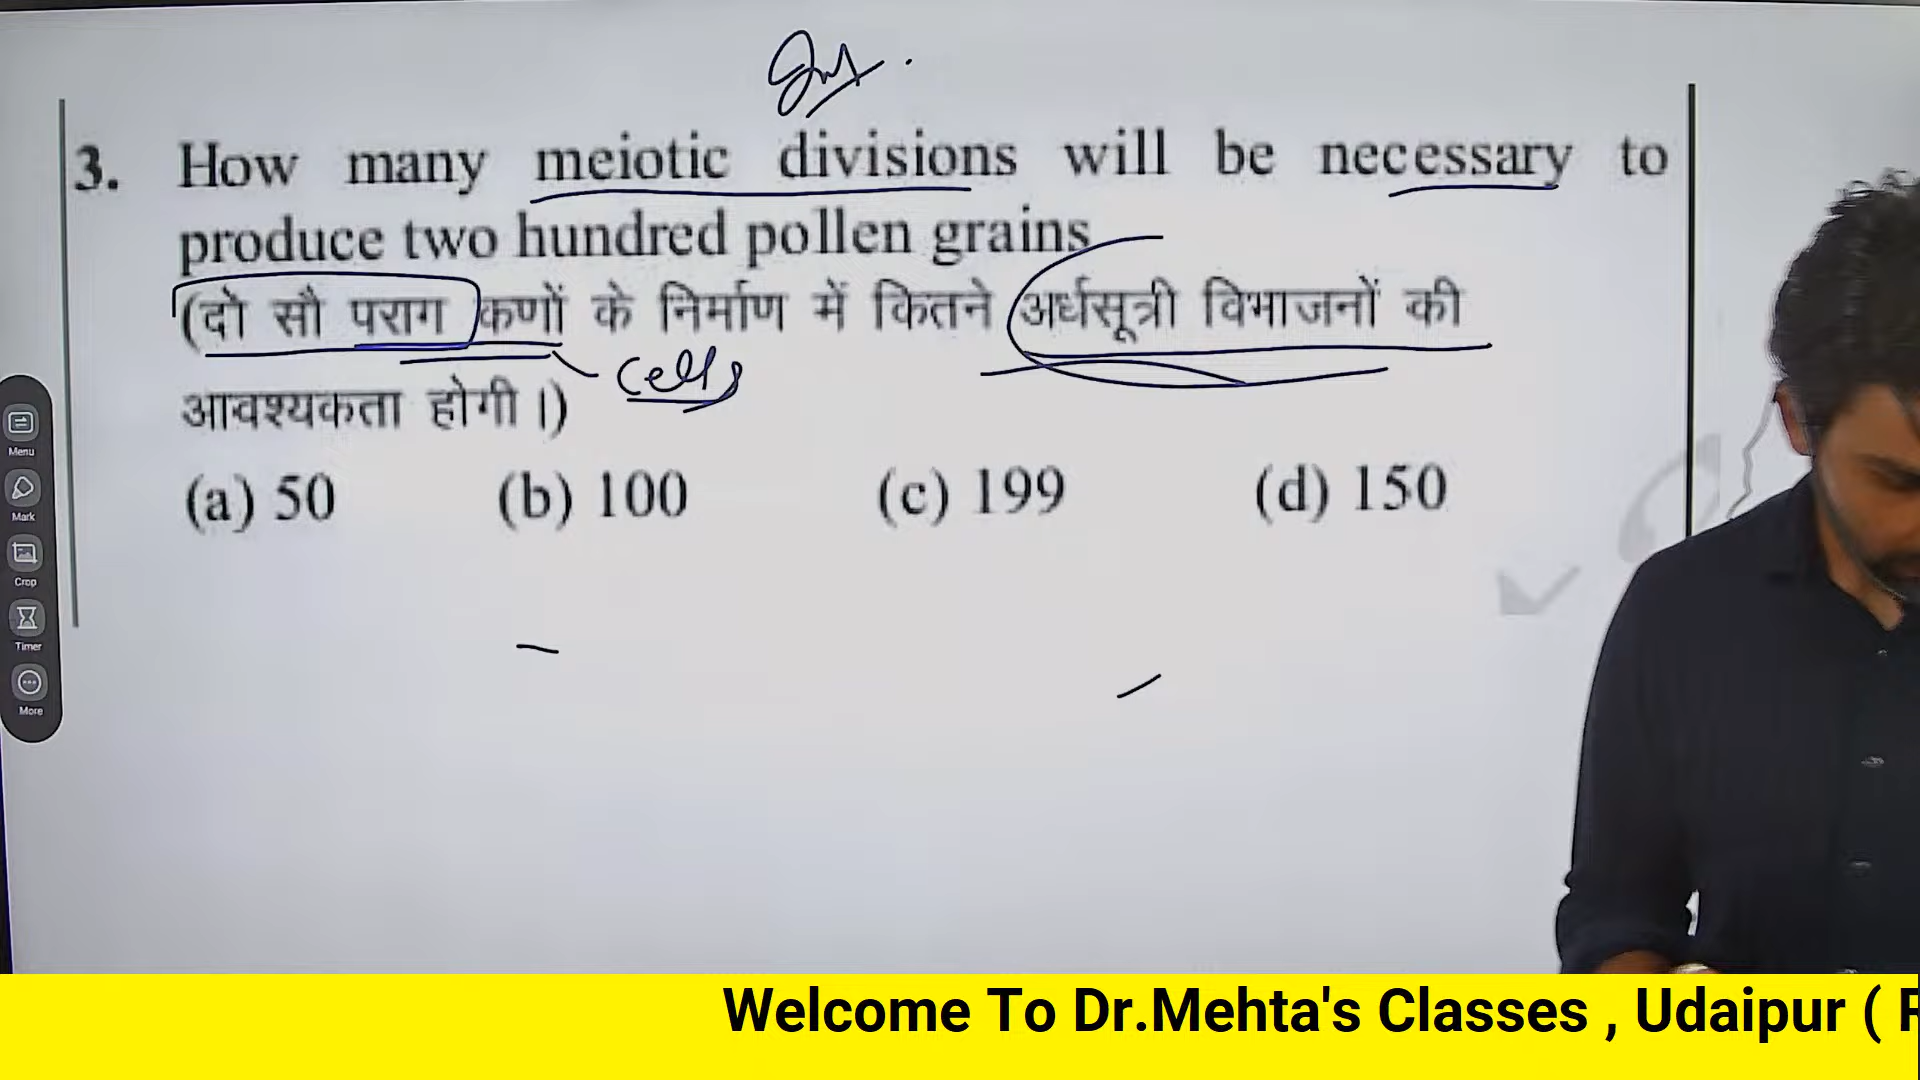 3. How many meiotic divisions will be necessary to
produce two hundred pollen grains
(दो सौ पराग कणों के निर्माण में कितने अर्धसूत्री विभाजनों की
cells
आवश्यकता होगी।)
(a) 50 (b) 100 (c) 199 (d) 150
Menu
Mark
Crop
Timer
More
Welcome To Dr.Mehta's Classes , Udaipur (